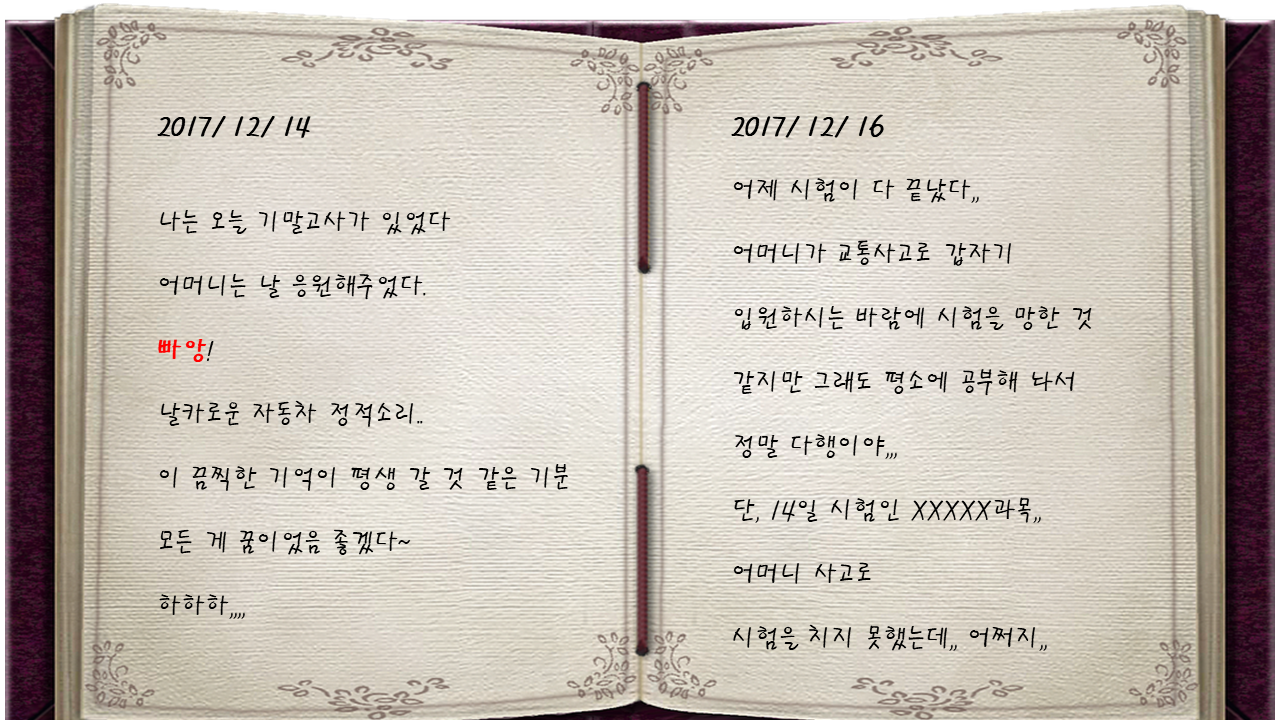 2017/ 12/ 14
나는 오늘 기말고사가 있었다
어머니는 날 응원해주었다.
빠앙!
날카로운 자동차 정적소리..
이 끔찍한 기억이 평생 갈 것 같은 기분
모든 게 꿈이었음 좋겠다~
하하하,,,,
2017/ 12/ 16
어제 시험이 다 끝났다,,
어머니가 교통사고로 갑자기
입원하시는 바람에 시험을 망한 것
같지만 그래도 평소에 공부해 놔서
정말 다행이야,,,
단, 14일 시험인 XXXXX과목,,
어머니 사고로
시험을 치지 못했는데,, 어쩌지,,